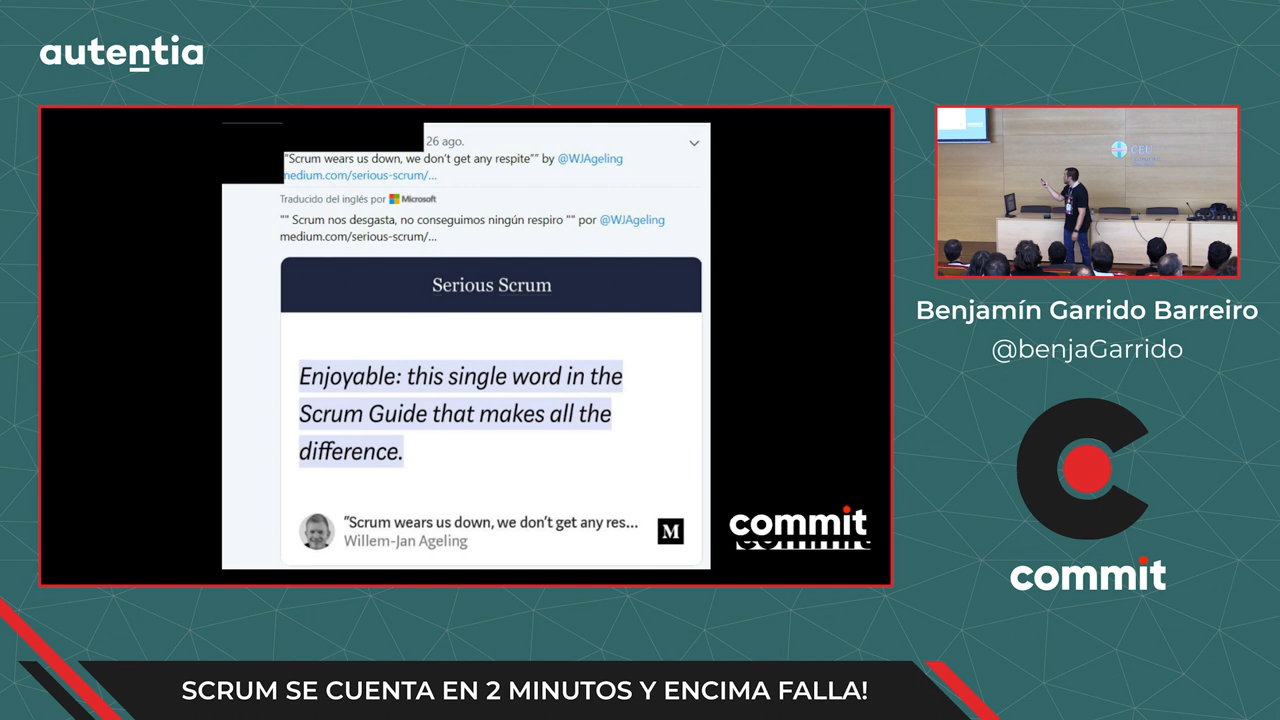 autentia
26 ago.
"Scrum wears us down, we don't get any respite"" by @WJAgeling
medium.com/serious-scrum/...
Traducido del inglés por Microsoft
"" Scrum nos desgasta, no conseguimos ningún respiro "" por @WJAgeling
medium.com/serious-scrum/...
Serious Scrum
Enjoyable: this single word in the
Scrum Guide that makes all the
difference.
"Scrum wears us down, we don't get any res...
Willem-Jan Ageling
M
commit
CEU
Benjamín Garrido Barreiro
@benjaGarrido
commit
SCRUM SE CUENTA EN 2 MINUTOS Y ENCIMA FALLA!